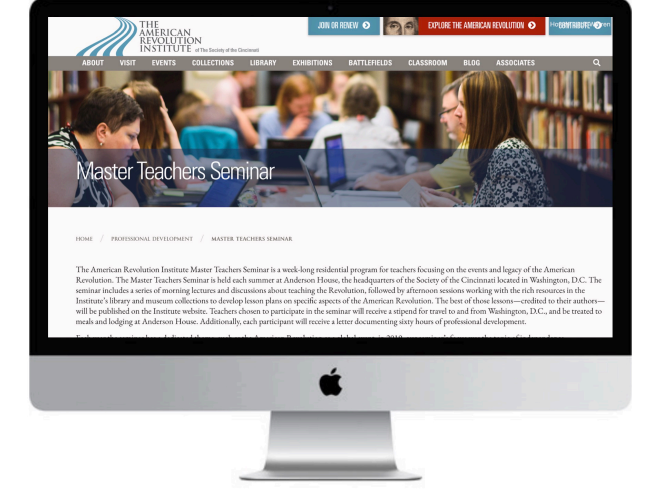 THE
AMERICAN
REVOLUTION
INSTITUTE of The Society of the Cincinnati
JOIN OR RENEW
EXPLORE THE AMERICAN REVOLUTION
CONTRIBUTE
ABOUT VISIT EVENTS COLLECTIONS LIBRARY EXHIBITIONS BATTLEFIELDS CLASSROOM BLOG ASSOCIATES
Master Teachers Seminar
HOME / PROFESSIONAL DEVELOPMENT / MASTER TEACHERS SEMINAR
The American Revolution Institute Master Teachers Seminar is a week-long residential program for teachers focusing on the events and legacy of the American
Revolution. The Master Teachers Seminar is held each summer at Anderson House, the headquarters of the Society of the Cincinnati located in Washington, D.C. The
seminar includes a series of morning lectures and discussions about teaching the Revolution, followed by afternoon sessions working with the rich resources in the
Institute's library and museum collections to develop lesson plans on specific aspects of the American Revolution. The best of those lessons—credited to their authors—
will be published on the Institute website. Teachers chosen to participate in the seminar will receive a stipend for travel to and from Washington, D.C., and be treated to
meals and lodging at Anderson House. Additionally, each participant will receive a letter documenting sixty hours of professional development.